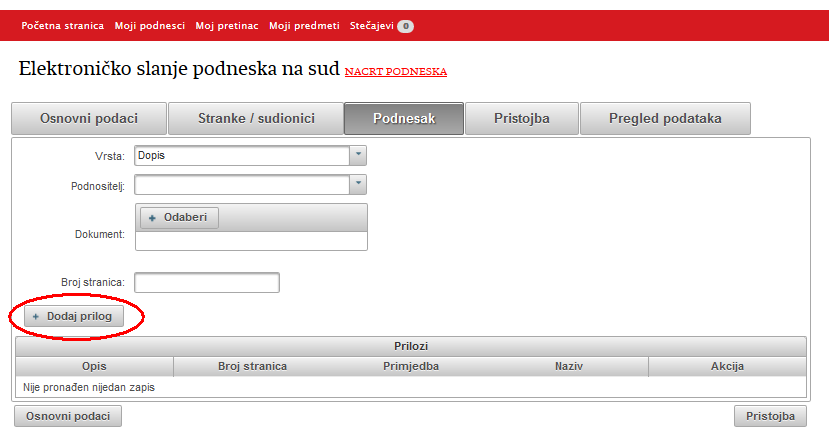 Početna stranica Moji podnesci Moj pretinac Moji predmeti Stečajevi 0
Elektroničko slanje podneska na sud NACRT PODNESKA
Osnovni podaci Stranke / sudionici Podnesak Pristojba Pregled podataka
Vrsta: Dopis
Podnositelj:
+ Odaberi
Dokument:
Broj stranica:
+ Dodaj prilog
Prilozi
Opis Broj stranica Primjedba Naziv Akcija
Nije pronađen nijedan zapis
Osnovni podaci Pristojba